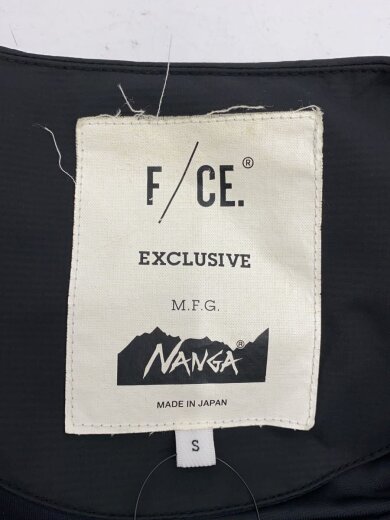 F/CE.®
EXCLUSIVE
M.F.G.
NANGA®
MADE IN JAPAN
S